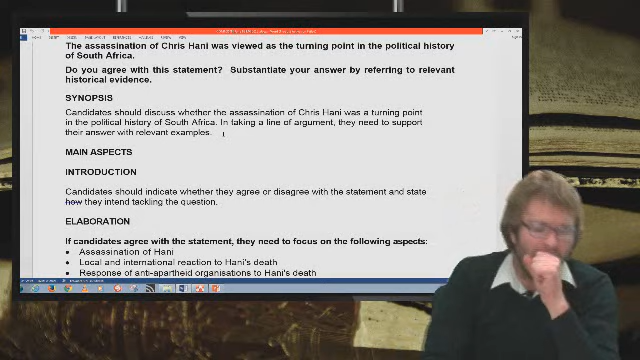 The assassination of Chris Hani was viewed as the turning point in the political history
of South Africa.
Do you agree with this statement? Substantiate your answer by referring to relevant
historical evidence.
SYNOPSIS
Candidates should discuss whether the assassination of Chris Hani was a turning point
in the political history of South Africa. In taking a line of argument, they need to support
their answer with relevant examples.
MAIN ASPECTS
INTRODUCTION
Candidates should indicate whether they agree or disagree with the statement and state
how they intend tackling the question.
ELABORATION
If candidates agree with the statement, they need to focus on the following aspects:
• Assassination of Hani
• Local and international reaction to Hani's death
• Response of anti-apartheid organisations to Hani's death